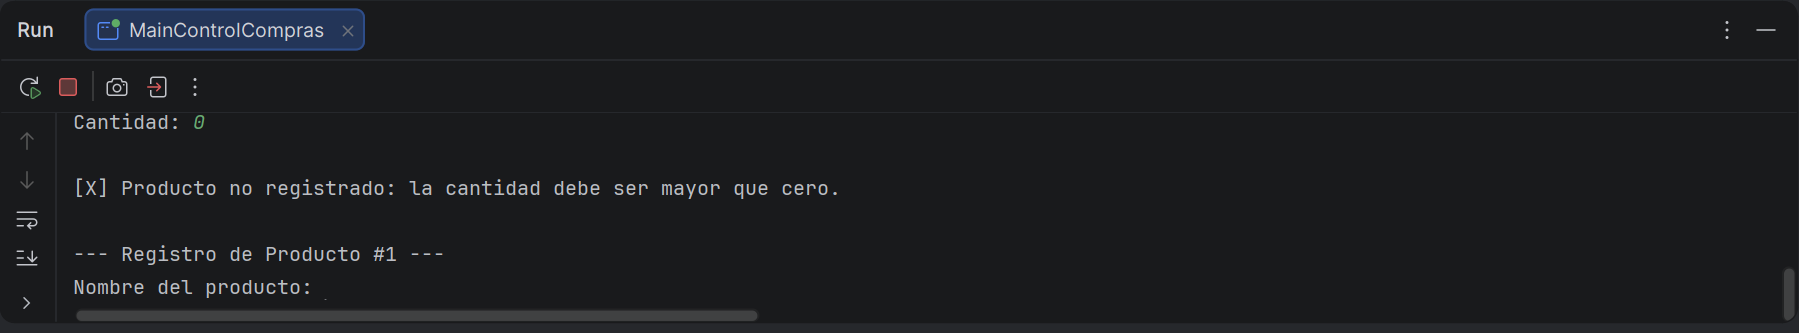 Run MainControlCompras
Cantidad: 0
[X] Producto no registrado: la cantidad debe ser mayor que cero.
--- Registro de Producto #1 ---
Nombre del producto: